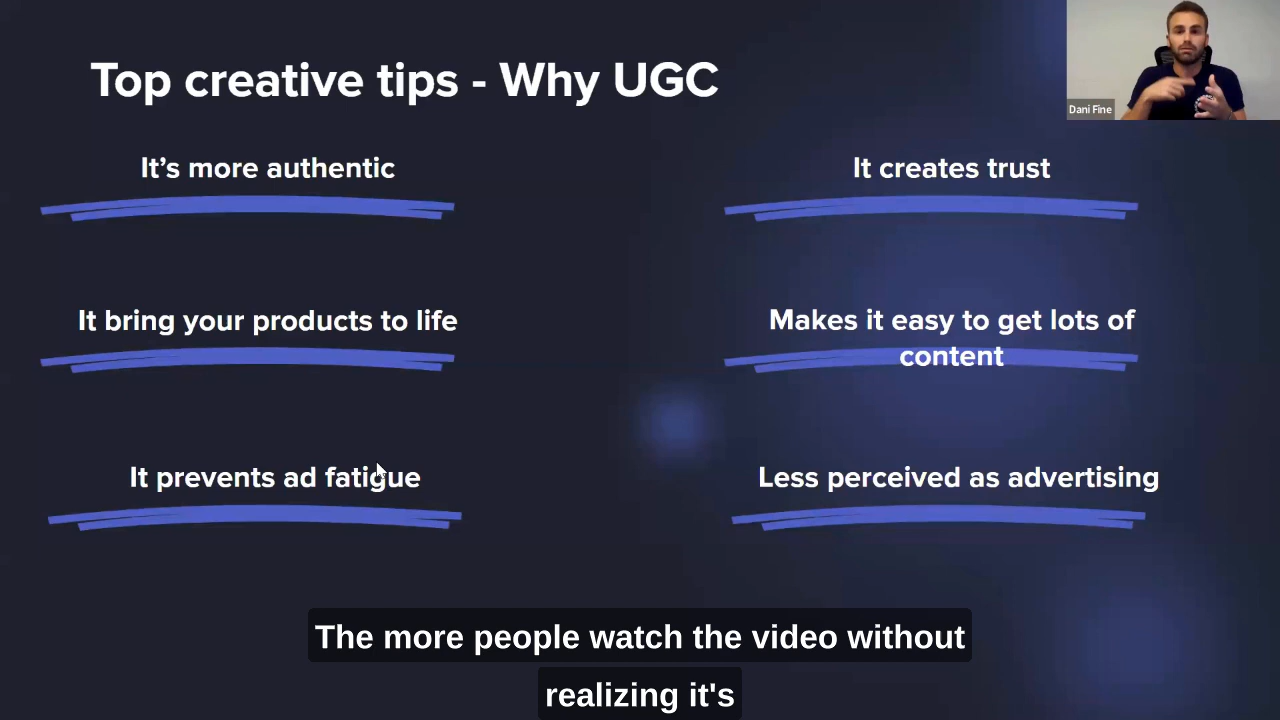 Top creative tips - Why UGC
Dani Fine
It’s more authentic
It creates trust
It bring your products to life
Makes it easy to get lots of
content
It prevents ad fatigue
Less perceived as advertising
The more people watch the video without
realizing it's